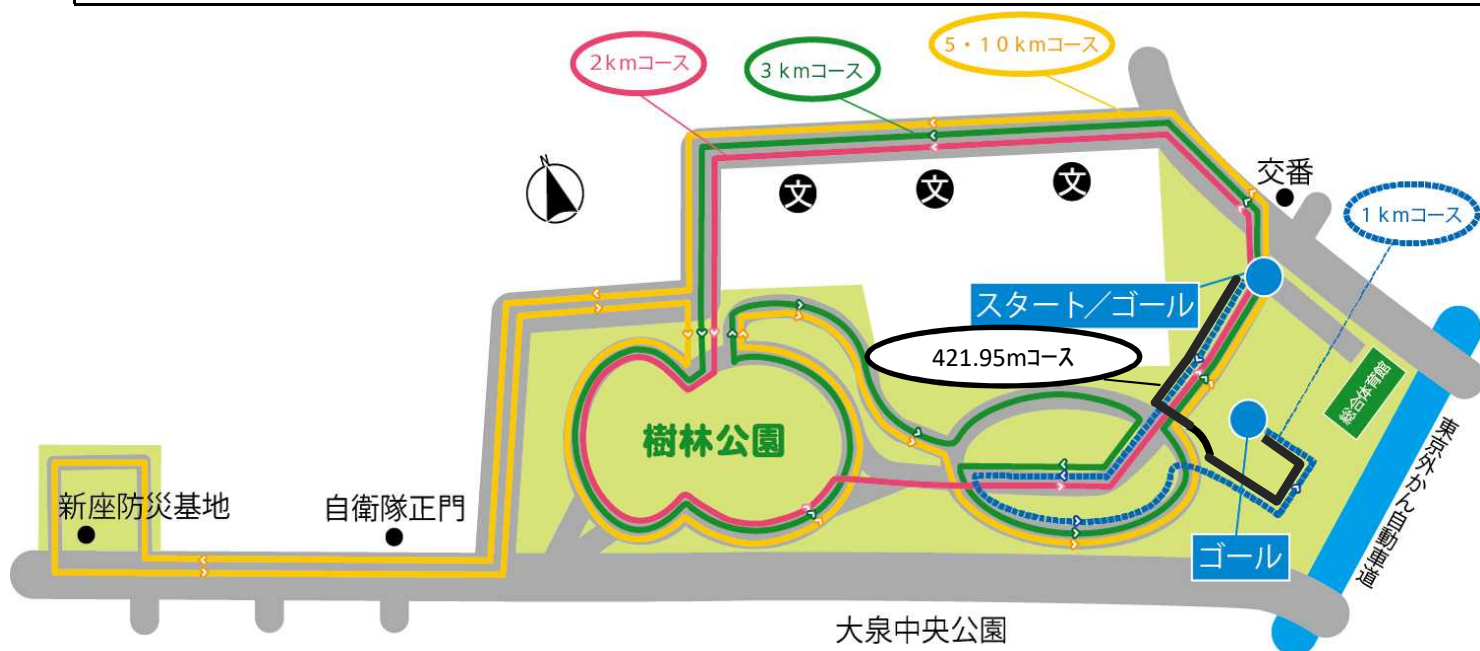 5・10kmコース
2kmコース
3kmコース
N
交番
文
文
文
1kmコース
スタート／ゴール
421.95mコース
総合体育館
樹林公園
東京外かん自動車道
新座防災基地
自衛隊正門
ゴール
大泉中央公園